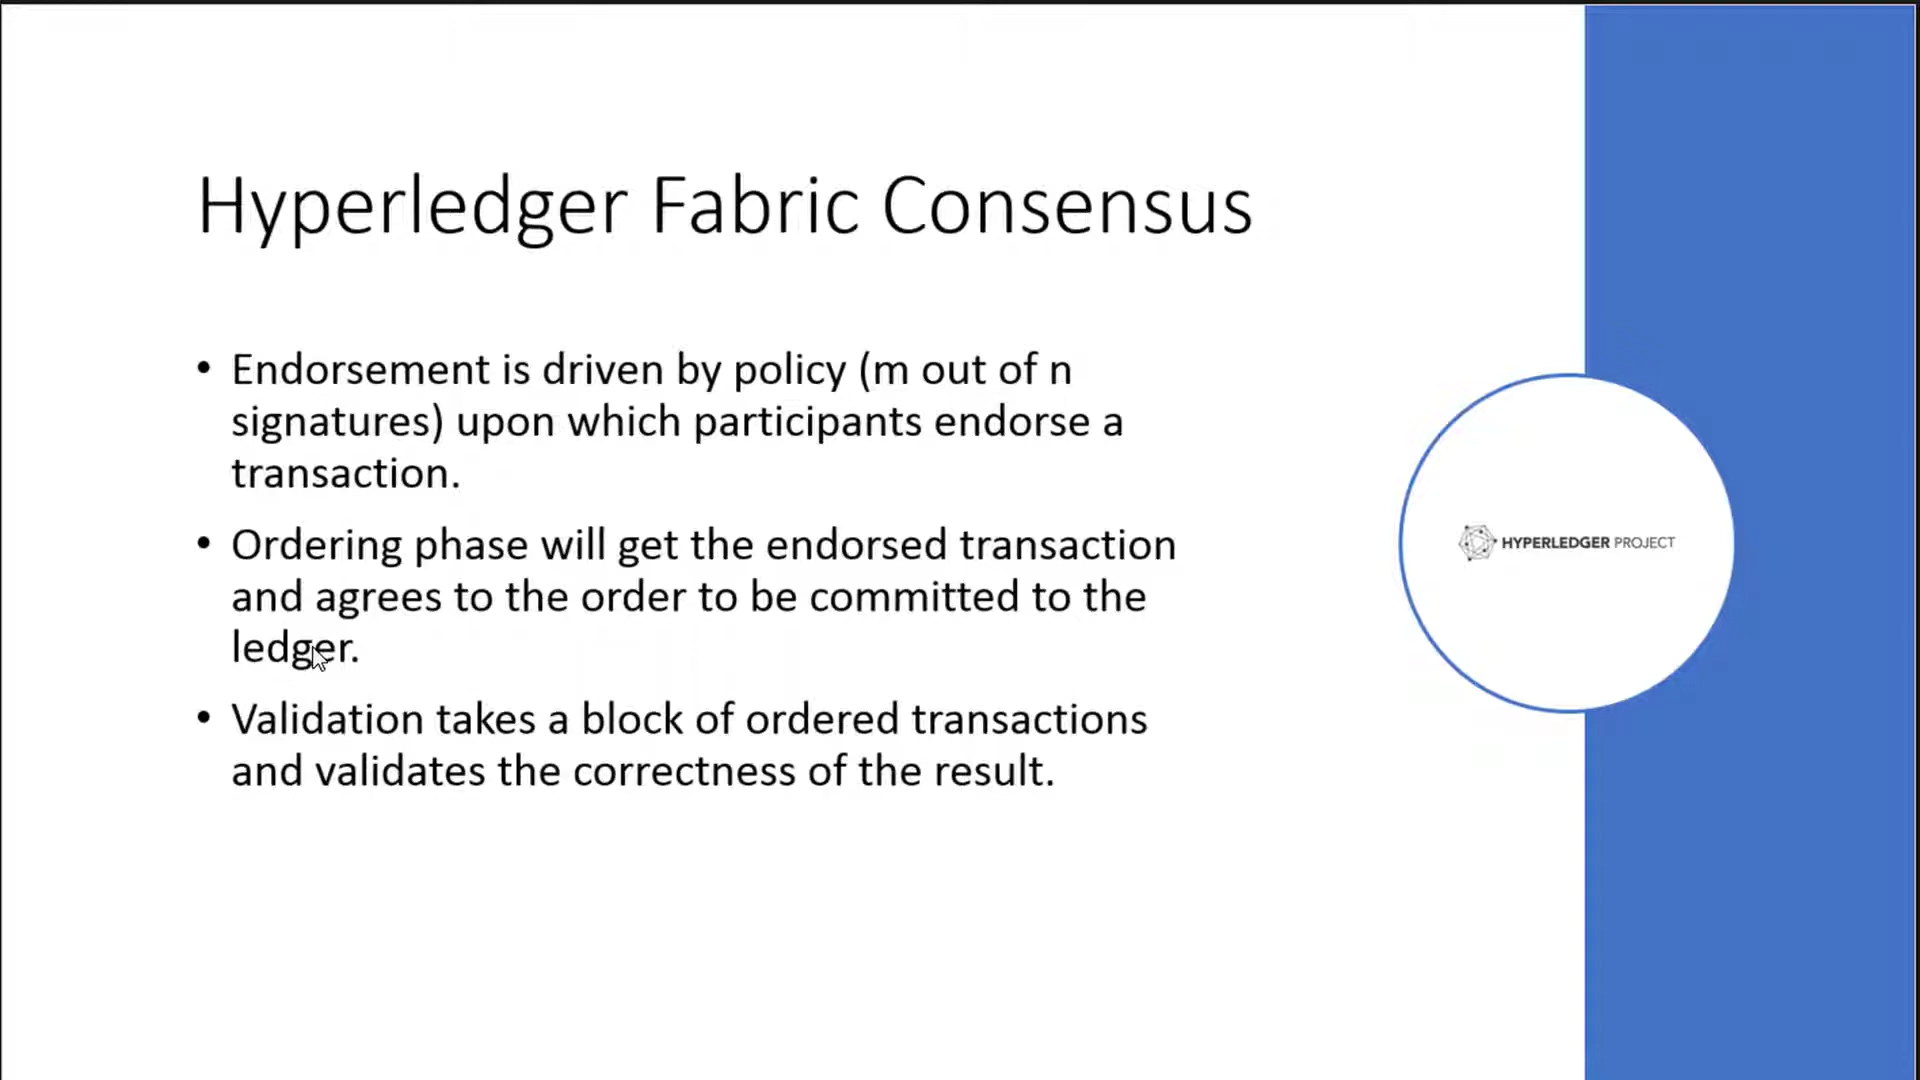 Hyperledger Fabric Consensus
• Endorsement is driven by policy (m out of n
signatures) upon which participants endorse a
transaction.
• Ordering phase will get the endorsed transaction
and agrees to the order to be committed to the
ledger.
• Validation takes a block of ordered transactions
and validates the correctness of the result.
HYPERLEDGER PROJECT